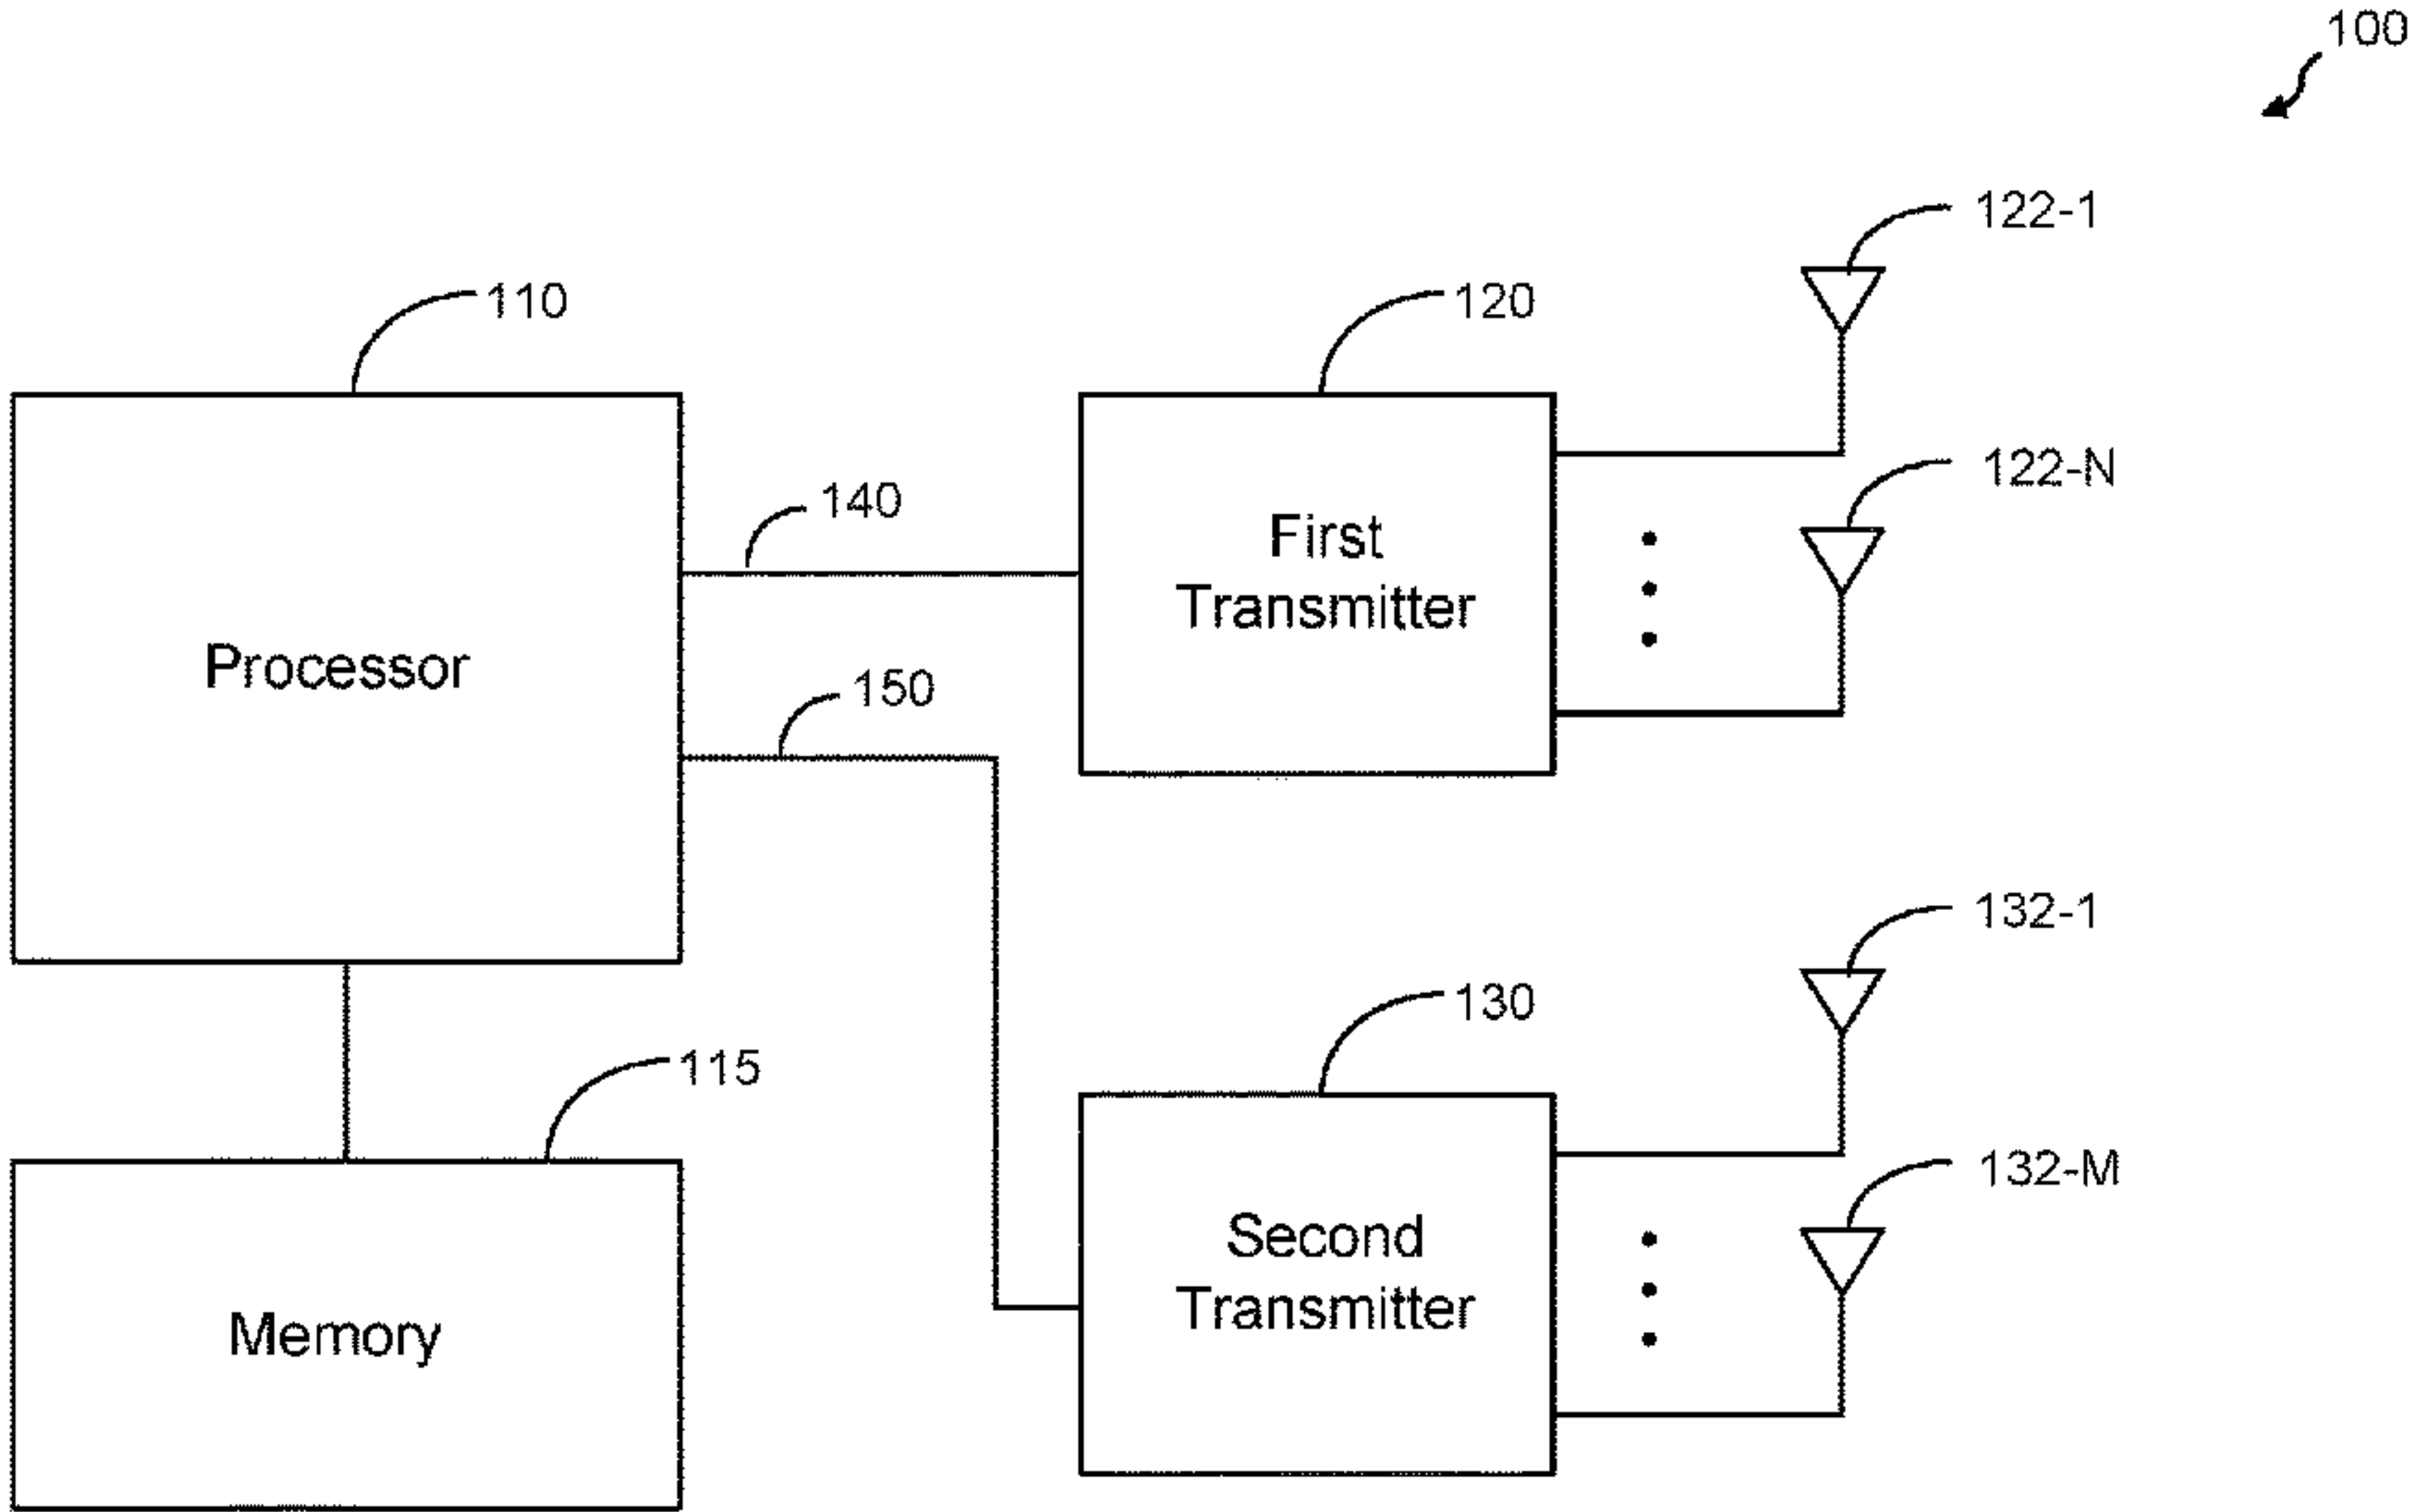 100
122-1
110
120
122-N
140
First
Transmitter
Processor
150
132-1
130
115
132-M
Second
Transmitter
Memory